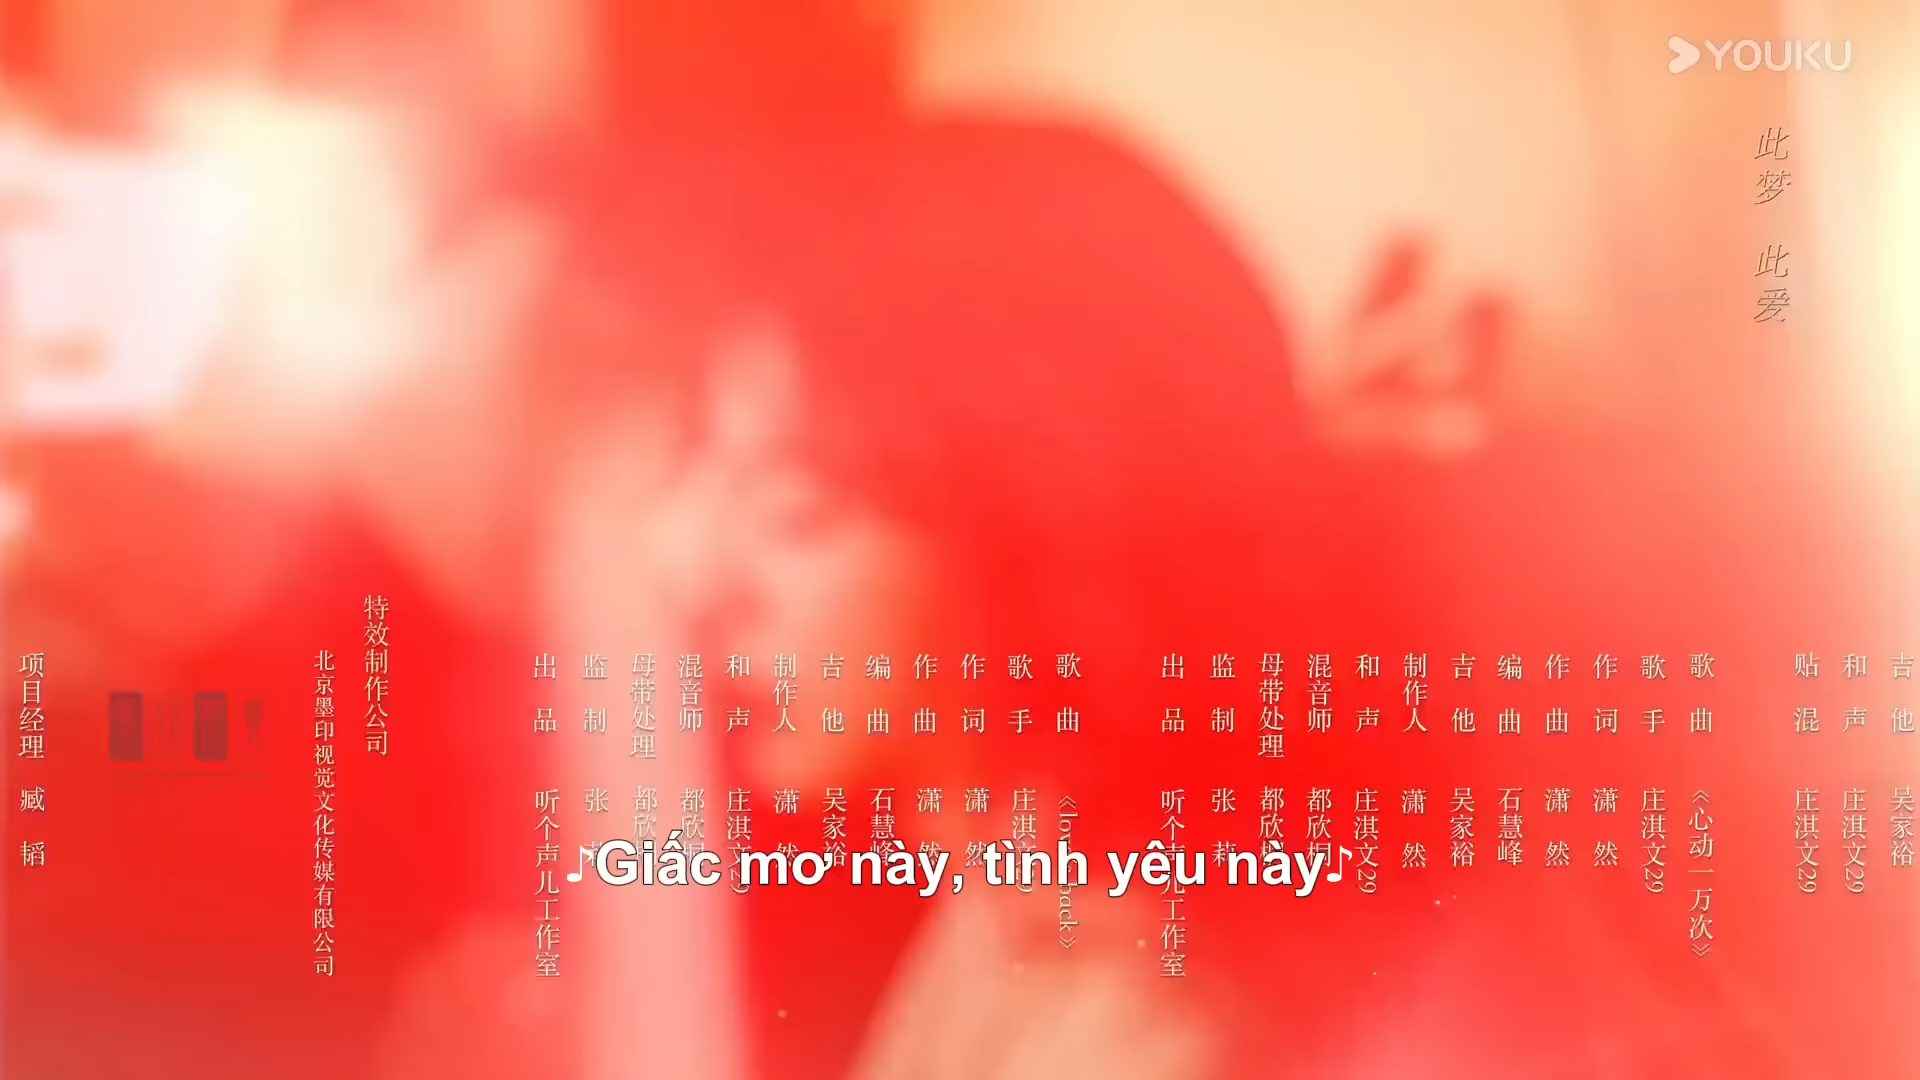 YOUKU
此梦 此爱
吉他 吴家裕
和声 庄淇文29
贴混 庄淇文29
歌曲 《心动一万次》
歌手 庄淇文29
作词 潇然
作曲 潇然
编曲 石慧峰
吉他 吴家裕
制作人 潇然
和声 庄淇文29
混音师 都欣桐
母带处理 都欣桐
监制 张莉
出品 听个声儿工作室
歌曲
歌手 庄淇文29
作词 潇然
作曲 潇然
编曲 石慧峰
吉他 吴家裕
制作人 潇然
和声 庄淇文29
混音师 都欣桐
母带处理 都欣
监制 张
出品 听个声儿工作室
特效制作公司
北京墨印视觉文化传媒有限公司
项目经理 臧韬
♪Giấc mơ này, tình yêu này♪